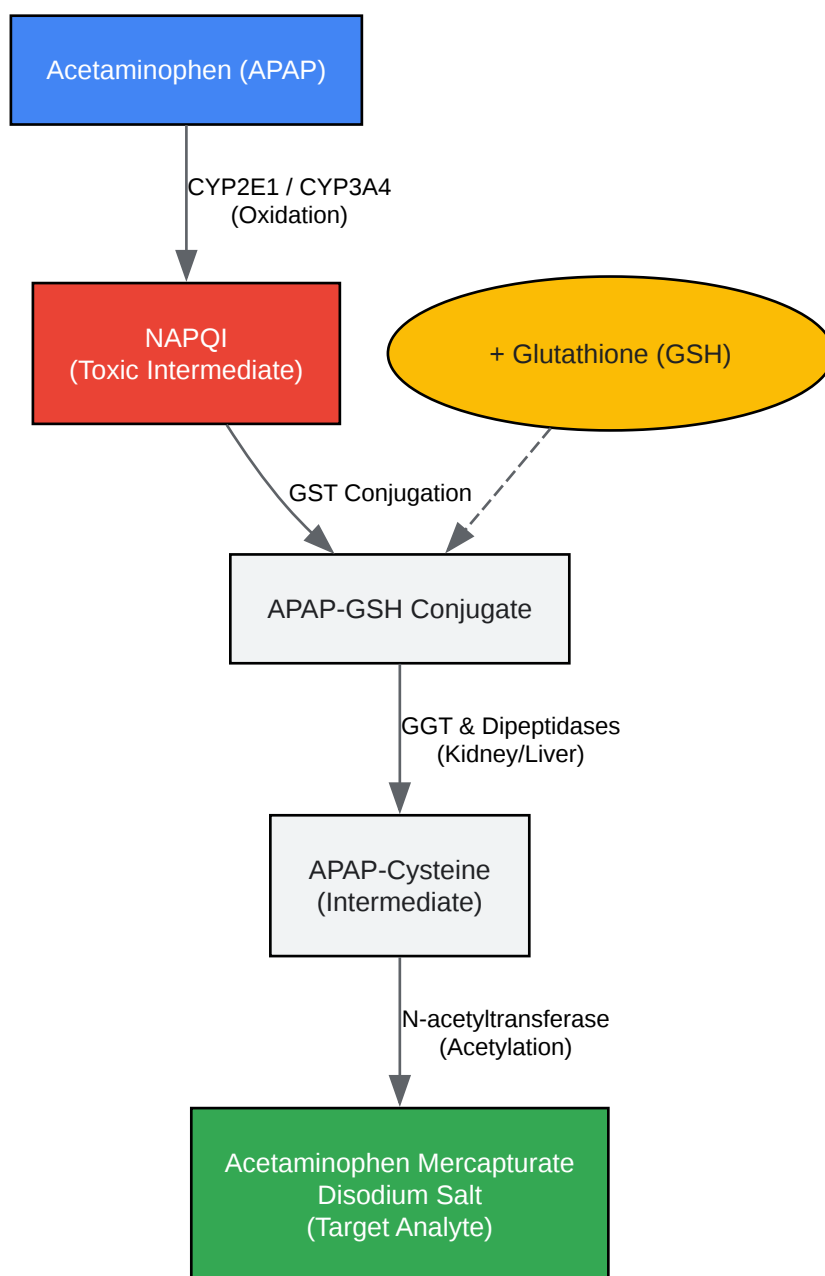 Acetaminophen (APAP)
CYP2E1 / CYP3A4
(Oxidation)
NAPQI
(Toxic Intermediate)
+ Glutathione (GSH)
GST Conjugation
APAP-GSH Conjugate
GGT & Dipeptidases
(Kidney/Liver)
APAP-Cysteine
(Intermediate)
N-acetyltransferase
(Acetylation)
Acetaminophen Mercapturate
Disodium Salt
(Target Analyte)